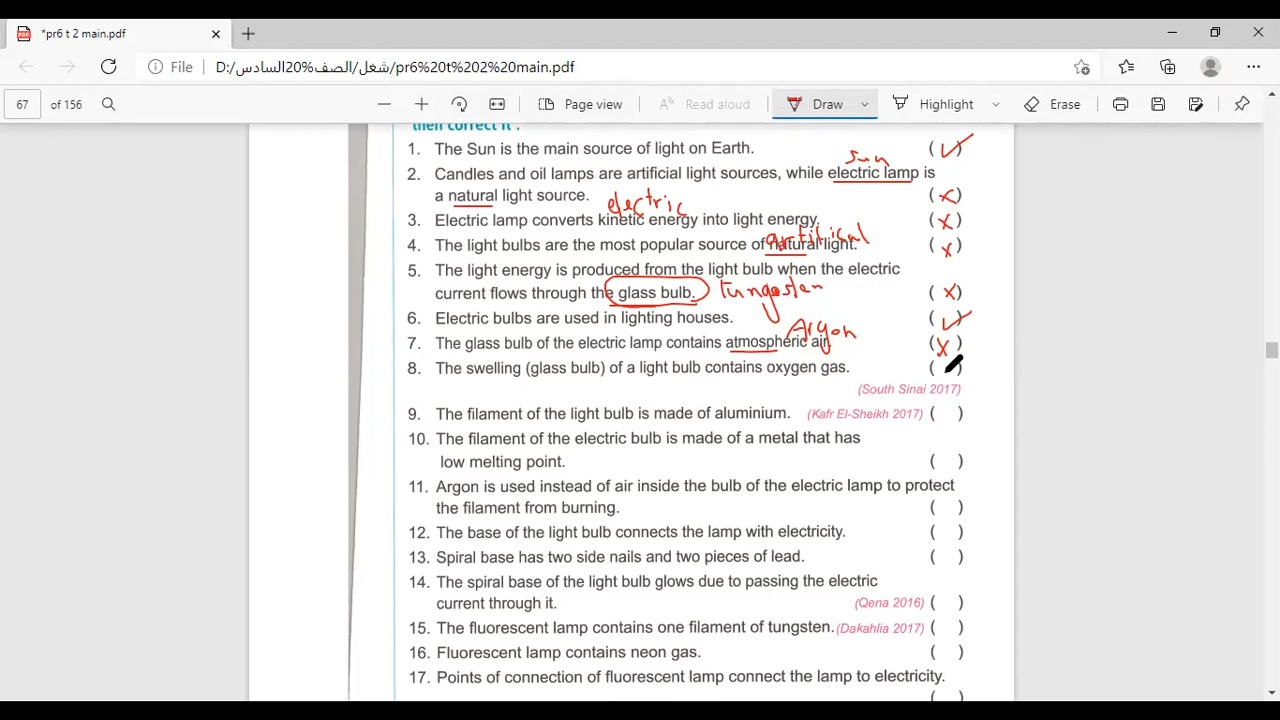 *pr6 t 2 main.pdf
File
D:/شغل/الصف%20السادس/pr6%20t%202%20main.pdf
67 of 156
Page view
Read aloud
Draw
Highlight
Erase
then correct it :
1. The Sun is the main source of light on Earth. ( ✓ )
sun
2. Candles and oil lamps are artificial light sources, while electric lamp is
a natural light source. ( X )
electric
3. Electric lamp converts kinetic energy into light energy. ( X )
artifitical
4. The light bulbs are the most popular source of natural light. ( X )
5. The light energy is produced from the light bulb when the electric
current flows through the glass bulb. tungesten ( X )
6. Electric bulbs are used in lighting houses. ( ✓ )
Argon
7. The glass bulb of the electric lamp contains atmospheric air. ( X )
8. The swelling (glass bulb) of a light bulb contains oxygen gas. ( )
(South Sinai 2017)
9. The filament of the light bulb is made of aluminium. (Kafr El-Sheikh 2017) ( )
10. The filament of the electric bulb is made of a metal that has
low melting point. ( )
11. Argon is used instead of air inside the bulb of the electric lamp to protect
the filament from burning. ( )
12. The base of the light bulb connects the lamp with electricity. ( )
13. Spiral base has two side nails and two pieces of lead. ( )
14. The spiral base of the light bulb glows due to passing the electric
current through it. (Qena 2016) ( )
15. The fluorescent lamp contains one filament of tungsten. (Dakahlia 2017) ( )
16. Fluorescent lamp contains neon gas. ( )
17. Points of connection of fluorescent lamp connect the lamp to electricity.
( )